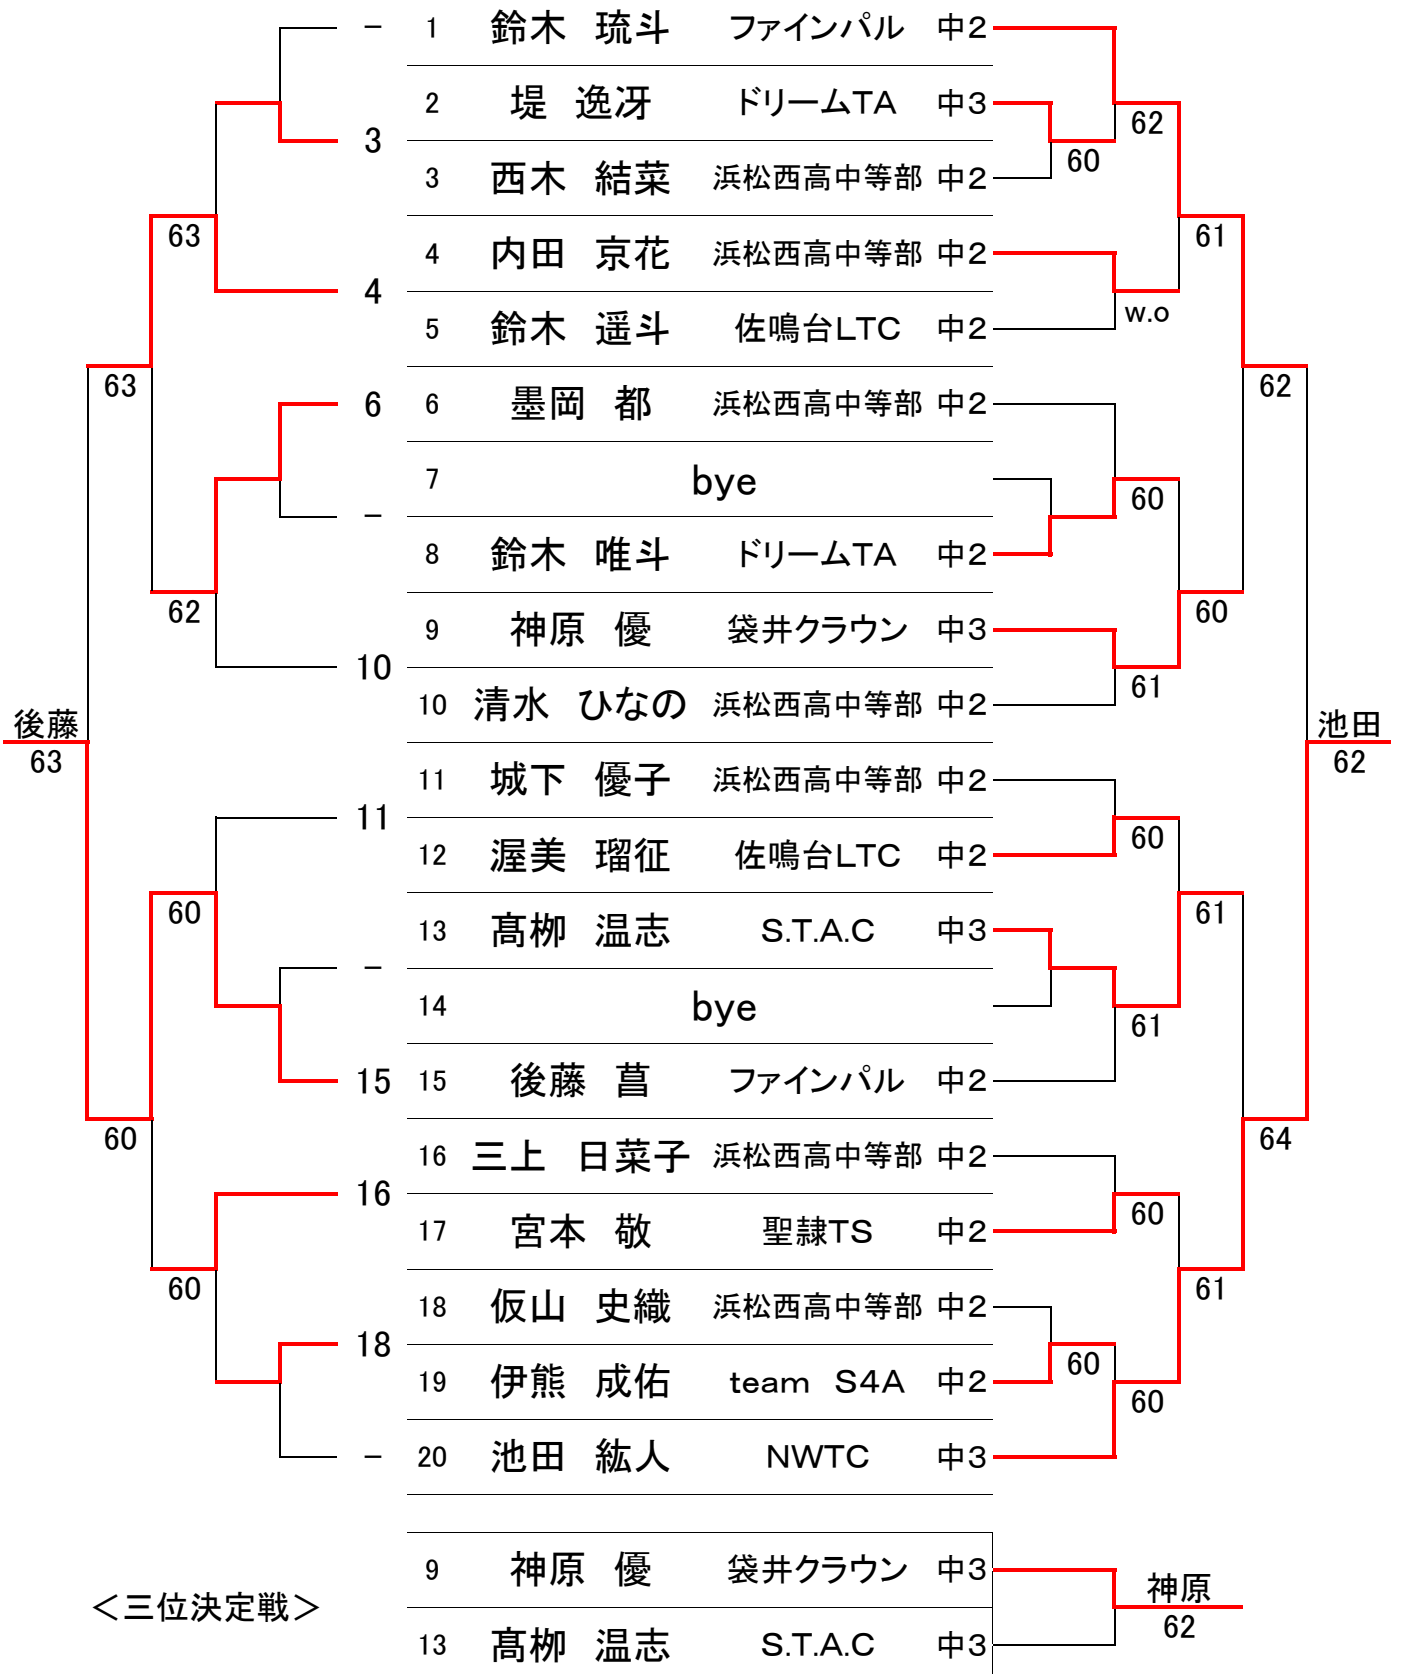 － 1 鈴木 琉斗 ファインパル 中2
2 堤 逸冴 ドリームTA 中3 62
3 60
3 西木 結菜 浜松西高中等部 中2
63 61
4 内田 京花 浜松西高中等部 中2
4 w.o
5 鈴木 遥斗 佐鳴台LTC 中2
63 62
6 6 墨岡 都 浜松西高中等部 中2
7 bye 60
－
8 鈴木 唯斗 ドリームTA 中2
62 60
9 神原 優 袋井クラウン 中3
10 61
10 清水 ひなの 浜松西高中等部 中2
後藤 池田
63 62
11 城下 優子 浜松西高中等部 中2
11 60
12 渥美 瑠征 佐鳴台LTC 中2
60 61
13 髙栁 温志 S.T.A.C 中3
－
14 bye 61
15 15 後藤 菖 ファインパル 中2
60 64
16 三上 日菜子 浜松西高中等部 中2
16 60
17 宮本 敬 聖隷TS 中2
60 61
18 仮山 史織 浜松西高中等部 中2
18 60
19 伊熊 成佑 team S4A 中2 60
－ 20 池田 紘人 NWTC 中3
9 神原 優 袋井クラウン 中3 神原
＜三位決定戦＞ 62
13 髙栁 温志 S.T.A.C 中3